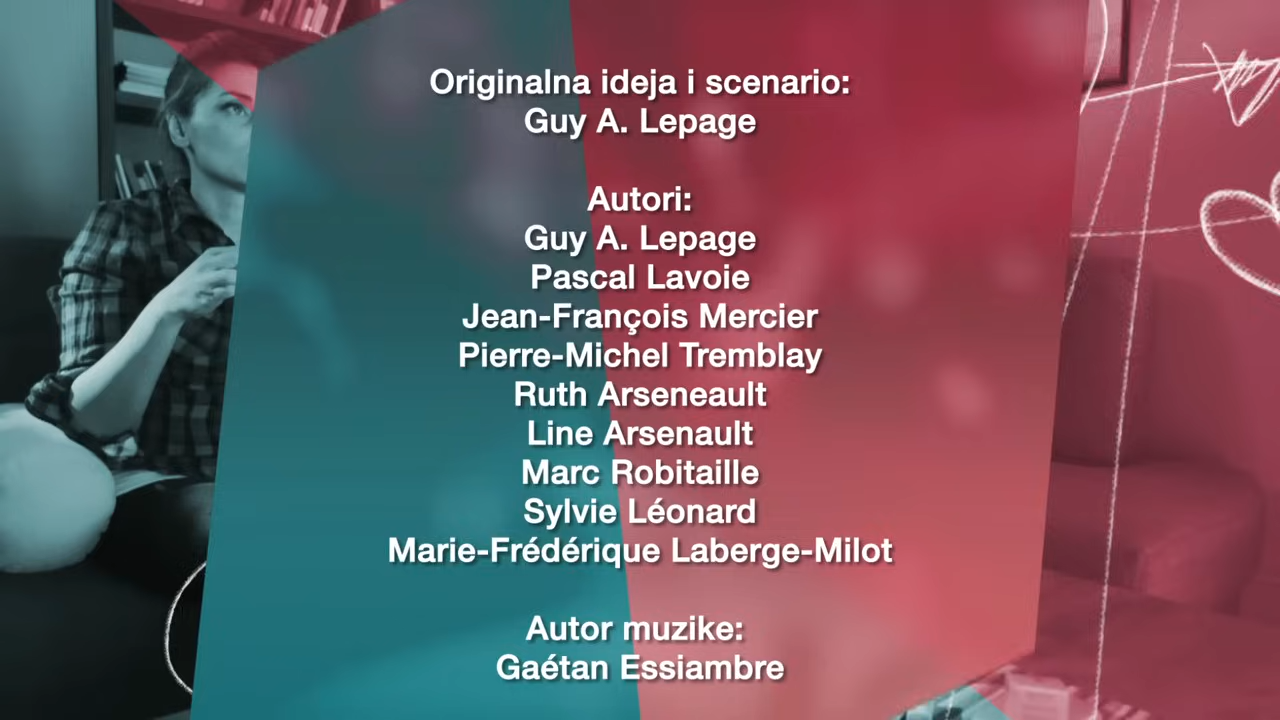 Originalna ideja i scenario:
Guy A. Lepage
Autori:
Guy A. Lepage
Pascal Lavoie
Jean-François Mercier
Pierre-Michel Tremblay
Ruth Arseneault
Line Arsenault
Marc Robitaille
Sylvie Léonard
Marie-Frédérique Laberge-Milot
Autor muzike:
Gaétan Essiambre